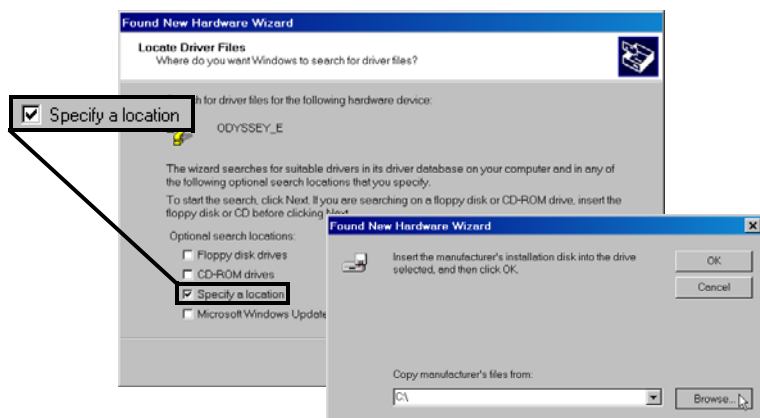 Found New Hardware Wizard
Locate Driver Files
Where do you want Windows to search for driver files?
h for driver files for the following hardware device:
Specify a location
ODYSSEY_E
The wizard searches for suitable drivers in its driver database on your computer and in any of
the following optional search locations that you specify.
To start the search, click Next. If you are searching on a floppy disk or CD-ROM drive, insert the
floppy disk or CD before clicking Next.
Optional search locations:
Floppy disk drives
CD-ROM drives
Specify a location
Microsoft Windows Update
Found New Hardware Wizard
Insert the manufacturer's installation disk into the drive
selected, and then click OK.
OK
Cancel
Copy manufacturer's files from:
C:\
Browse...